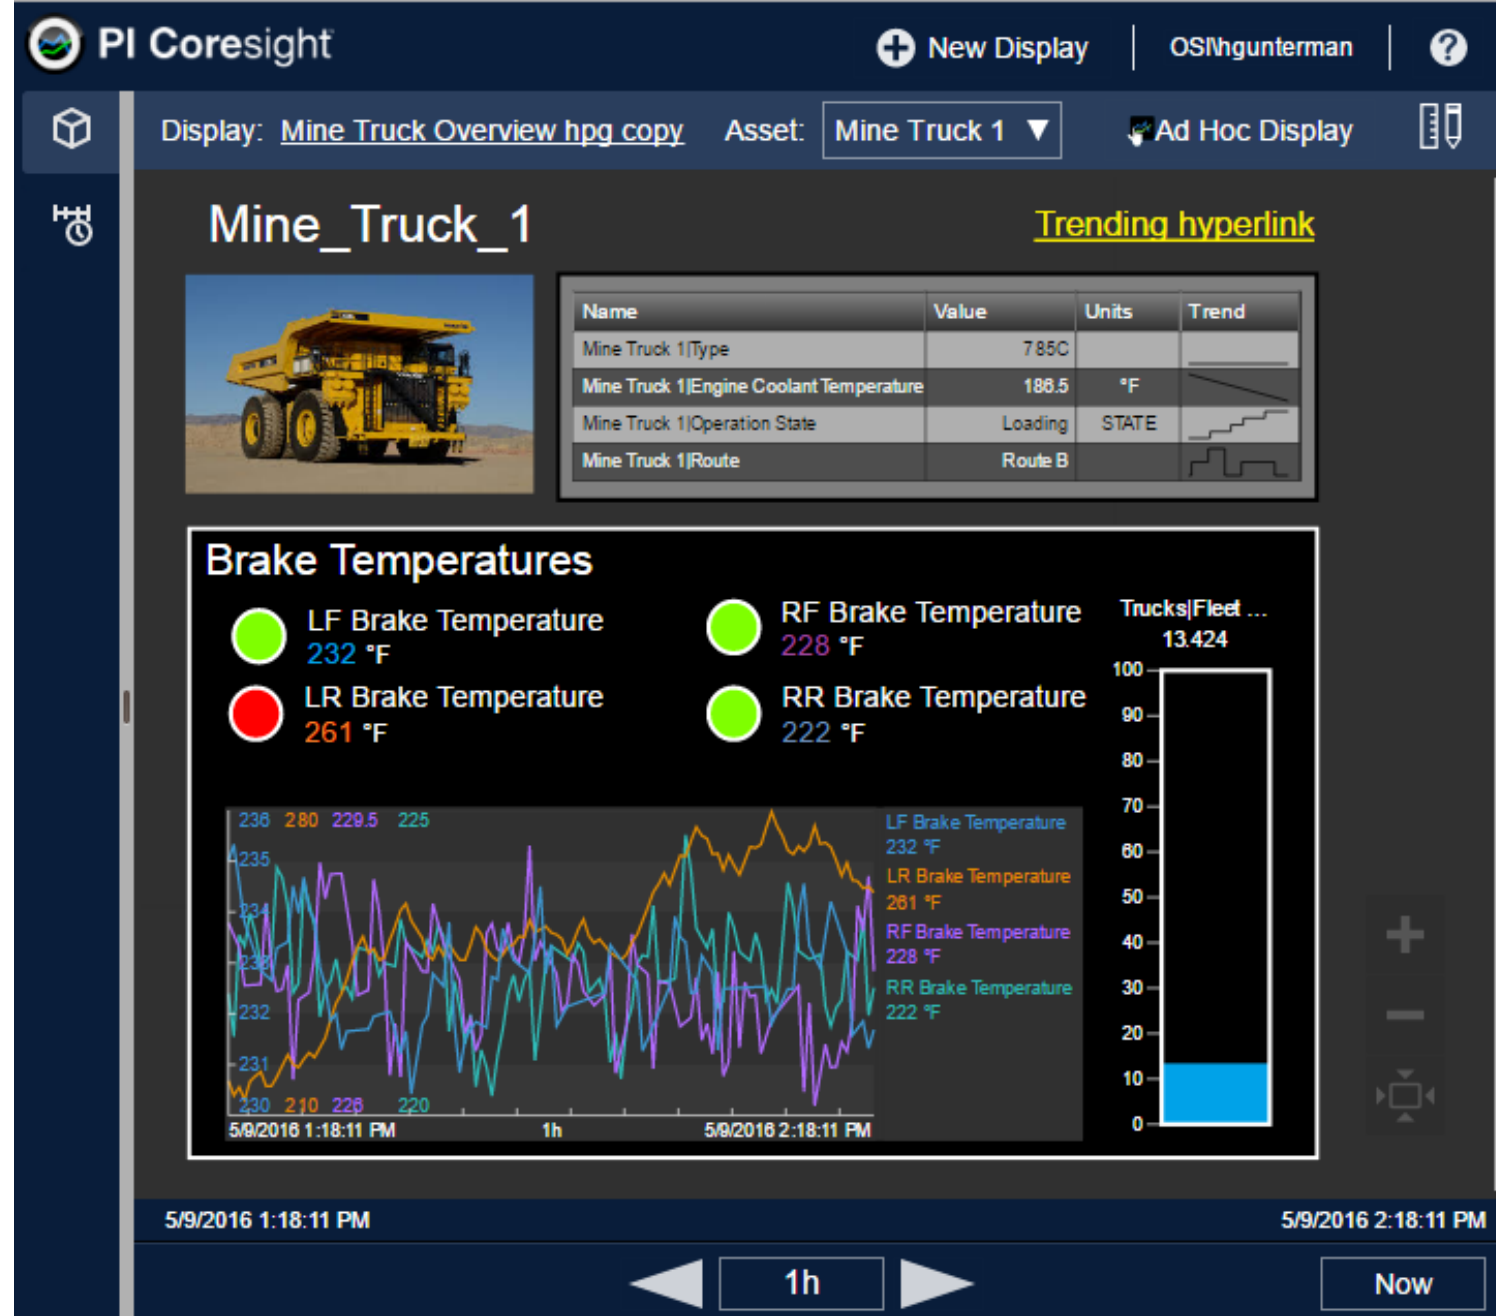 PI Coresight
New Display
OSI\hgunterman
?
Display: Mine Truck Overview hpg copy
Asset: Mine Truck 1 ▼
Ad Hoc Display
Mine_Truck_1
Trending hyperlink
Name Value Units Trend
Mine Truck 1|Type 785C
Mine Truck 1|Engine Coolant Temperature 186.5 °F
Mine Truck 1|Operation State Loading STATE
Mine Truck 1|Route Route B
Brake Temperatures
LF Brake Temperature
232 °F
RF Brake Temperature
228 °F
LR Brake Temperature
261 °F
RR Brake Temperature
222 °F
Trucks|Fleet ...
13.424
100
90
80
70
60
50
40
30
20
10
0
236 280 229.5 225
235
234
233
232
231
230 210 226 220
5/9/2016 1:18:11 PM 1h 5/9/2016 2:18:11 PM
LF Brake Temperature
232 °F
LR Brake Temperature
261 °F
RF Brake Temperature
228 °F
RR Brake Temperature
222 °F
5/9/2016 1:18:11 PM
5/9/2016 2:18:11 PM
1h
Now